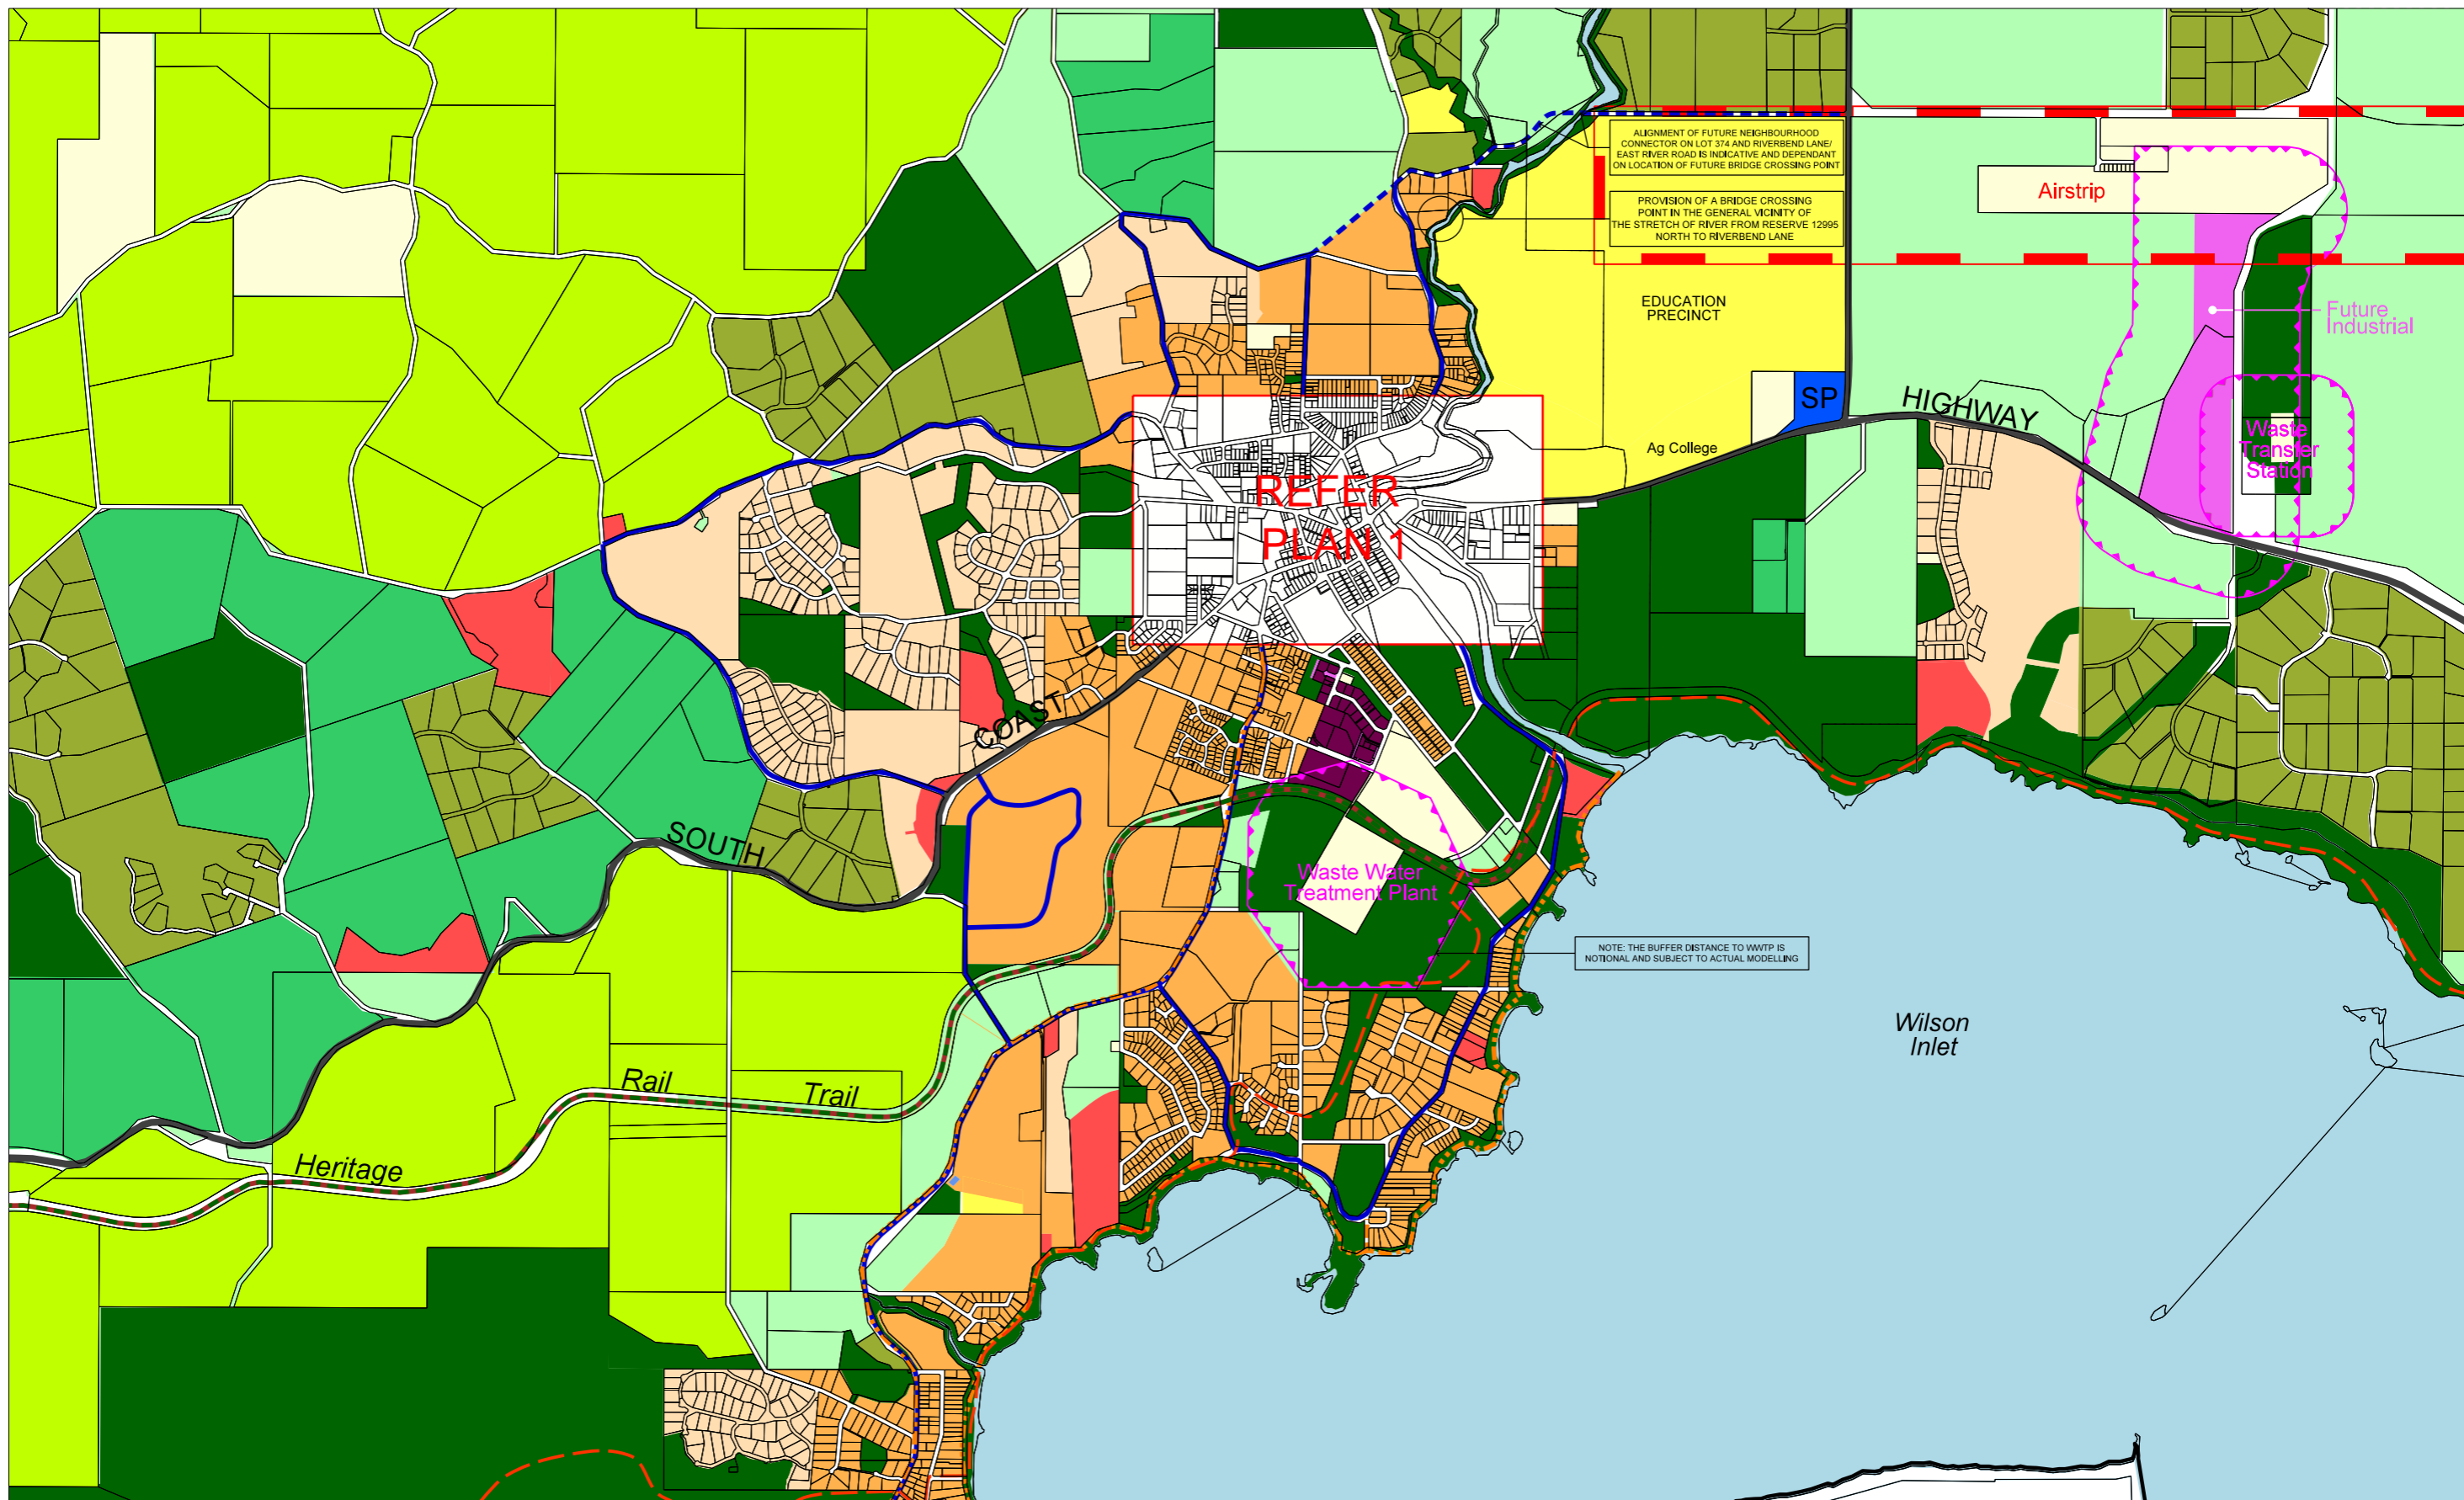 ALIGNMENT OF FUTURE NEIGHBOURHOOD
CONNECTOR ON LOT 374 AND RIVERBEND LANE/
EAST RIVER ROAD IS INDICATIVE AND DEPENDANT
ON LOCATION OF FUTURE BRIDGE CROSSING POINT
PROVISION OF A BRIDGE CROSSING
POINT IN THE GENERAL VICINITY OF
THE STRETCH OF RIVER FROM RESERVE 12995
NORTH TO RIVERBEND LANE
Airstrip
EDUCATION
PRECINCT
Future
Industrial
SP
HIGHWAY
Ag College
Waste
Transfer
Station
REFER
PLAN 1
COAST
SOUTH
Waste Water
Treatment Plant
NOTE: THE BUFFER DISTANCE TO WWTP IS
NOTIONAL AND SUBJECT TO ACTUAL MODELLING
Wilson
Inlet
Rail
Trail
Heritage